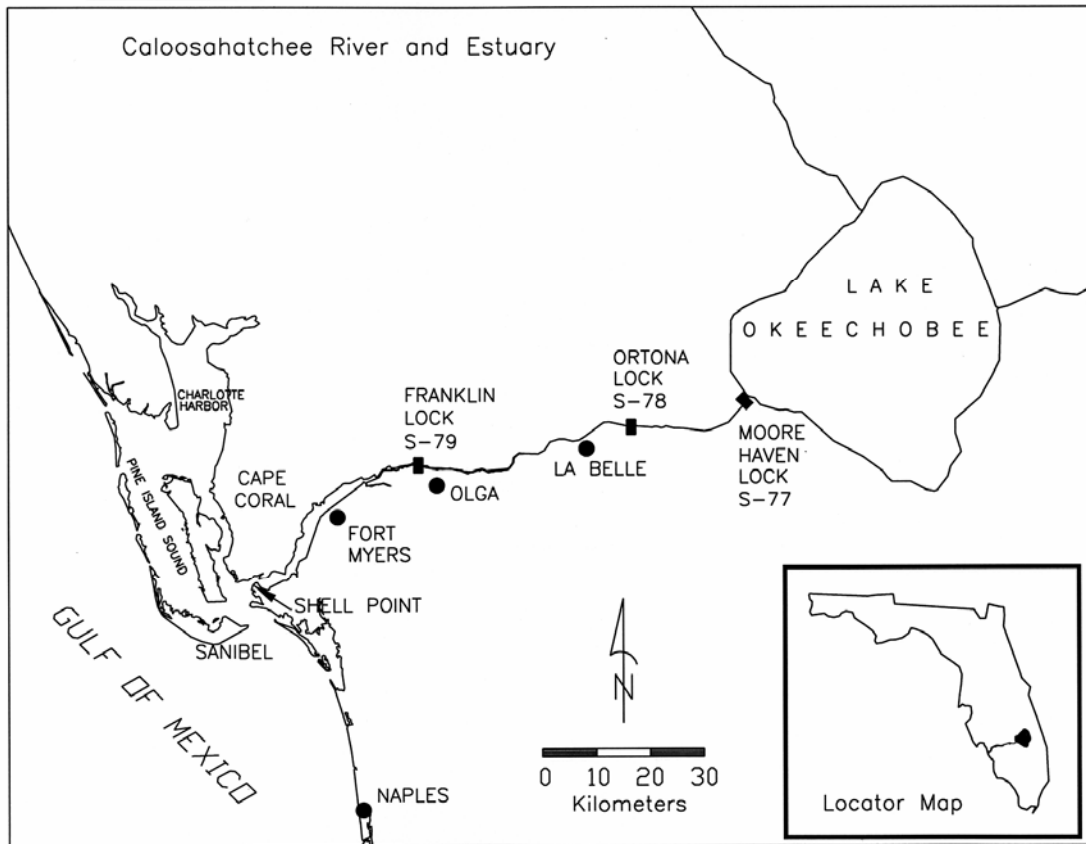 Caloosahatchee River and Estuary
LAKE
OKEECHOBEE
ORTONA
LOCK
S-78
FRANKLIN
LOCK
S-79
CHARLOTTE
HARBOR
MOORE
HAVEN
LOCK
S-77
LA BELLE
PINE ISLAND SOUND
CAPE
CORAL
OLGA
FORT
MYERS
SHELL POINT
SANIBEL
GULF OF MEXICO
N
0 10 20 30
Kilometers
NAPLES
Locator Map